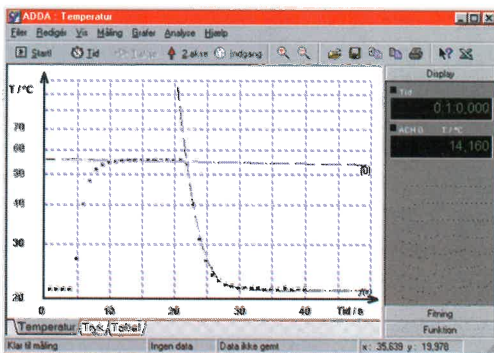 ADDA : Temperatur
Filer Redigér Vis Måling Grafer Analyse Hjælp
Start! Tid 2.akse Indgang
Display
T / °C
Tid
0 1:0,000
ACH 0 T / °C
14,160
70
60
50
40
30
20
0 10 20 30 40 Tid / s
(0)
Temperatur Tryk Tabel
Fitning
Funktion
Klar til måling Ingen data Data ikke gemt x: 35,639 y: 19,978